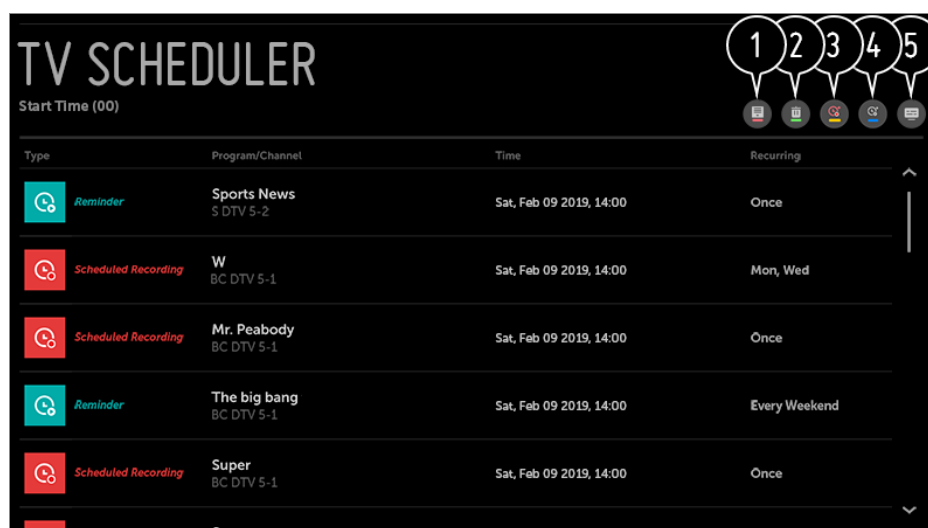 1 2 3 4 5
TV SCHEDULER
Start Time (00)
Type Program/Channel Time Recurring
Reminder Sports News Sat, Feb 09 2019, 14:00 Once
S DTV 5-2
Scheduled Recording W Sat, Feb 09 2019, 14:00 Mon, Wed
BC DTV 5-1
Scheduled Recording Mr. Peabody Sat, Feb 09 2019, 14:00 Once
BC DTV 5-1
Reminder The big bang Sat, Feb 09 2019, 14:00 Every Weekend
BC DTV 5-1
Scheduled Recording Super Sat, Feb 09 2019, 14:00 Once
BC DTV 5-1